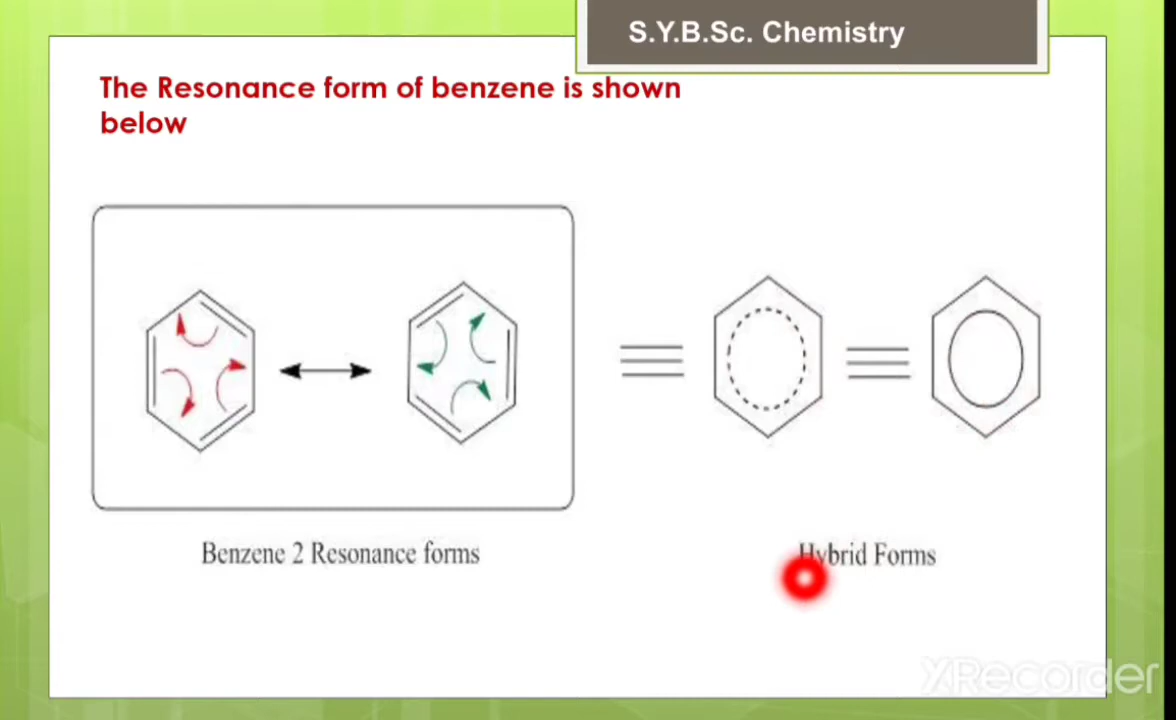 S.Y.B.Sc. Chemistry
The Resonance form of benzene is shown
below
Benzene 2 Resonance forms
Hybrid Forms
XRecorder